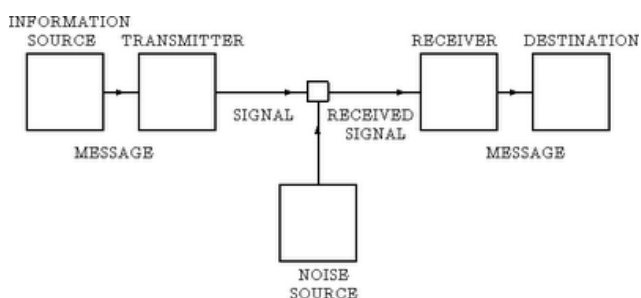 INFORMATION
SOURCE
TRANSMITTER
RECEIVER
DESTINATION
SIGNAL
RECEIVED
SIGNAL
MESSAGE
MESSAGE
NOISE
SOURCE